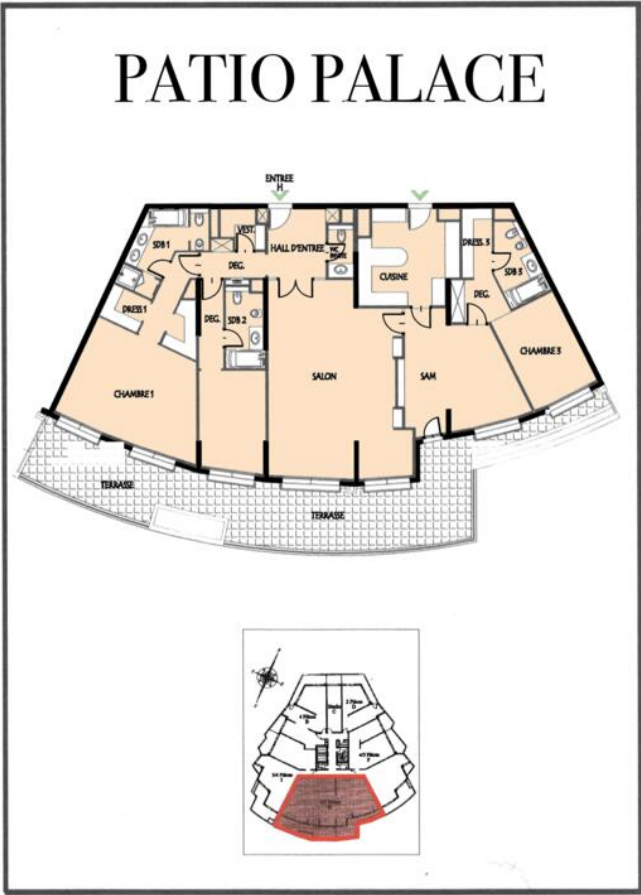 PATIO PALACE
ENTREE
H
SDB 1
VEST.
HALL D'ENTREE
WC
INVITE
DEG.
CUISINE
DRESS. 3
SDB 3
DEG.
DRESS 1
DEG.
SDB 2
CHAMBRE 1
SALON
SAM
CHAMBRE 3
TERRASSE
TERRASSE